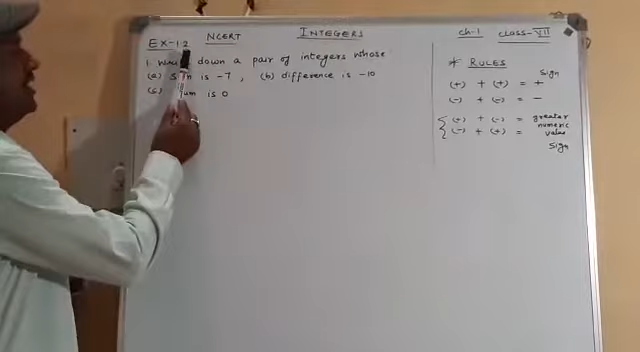 EX-1.2 NCERT INTEGERS ch-1 class-VII
1. Write down a pair of integers whose
(a) Sum is -7, (b) difference is -10
(c) Sum is 0
* RULES
Sign
(+) + (+) = +
(-) + (-) = -
(+) + (-) = greater
numeric
(-) + (+) = value
Sign